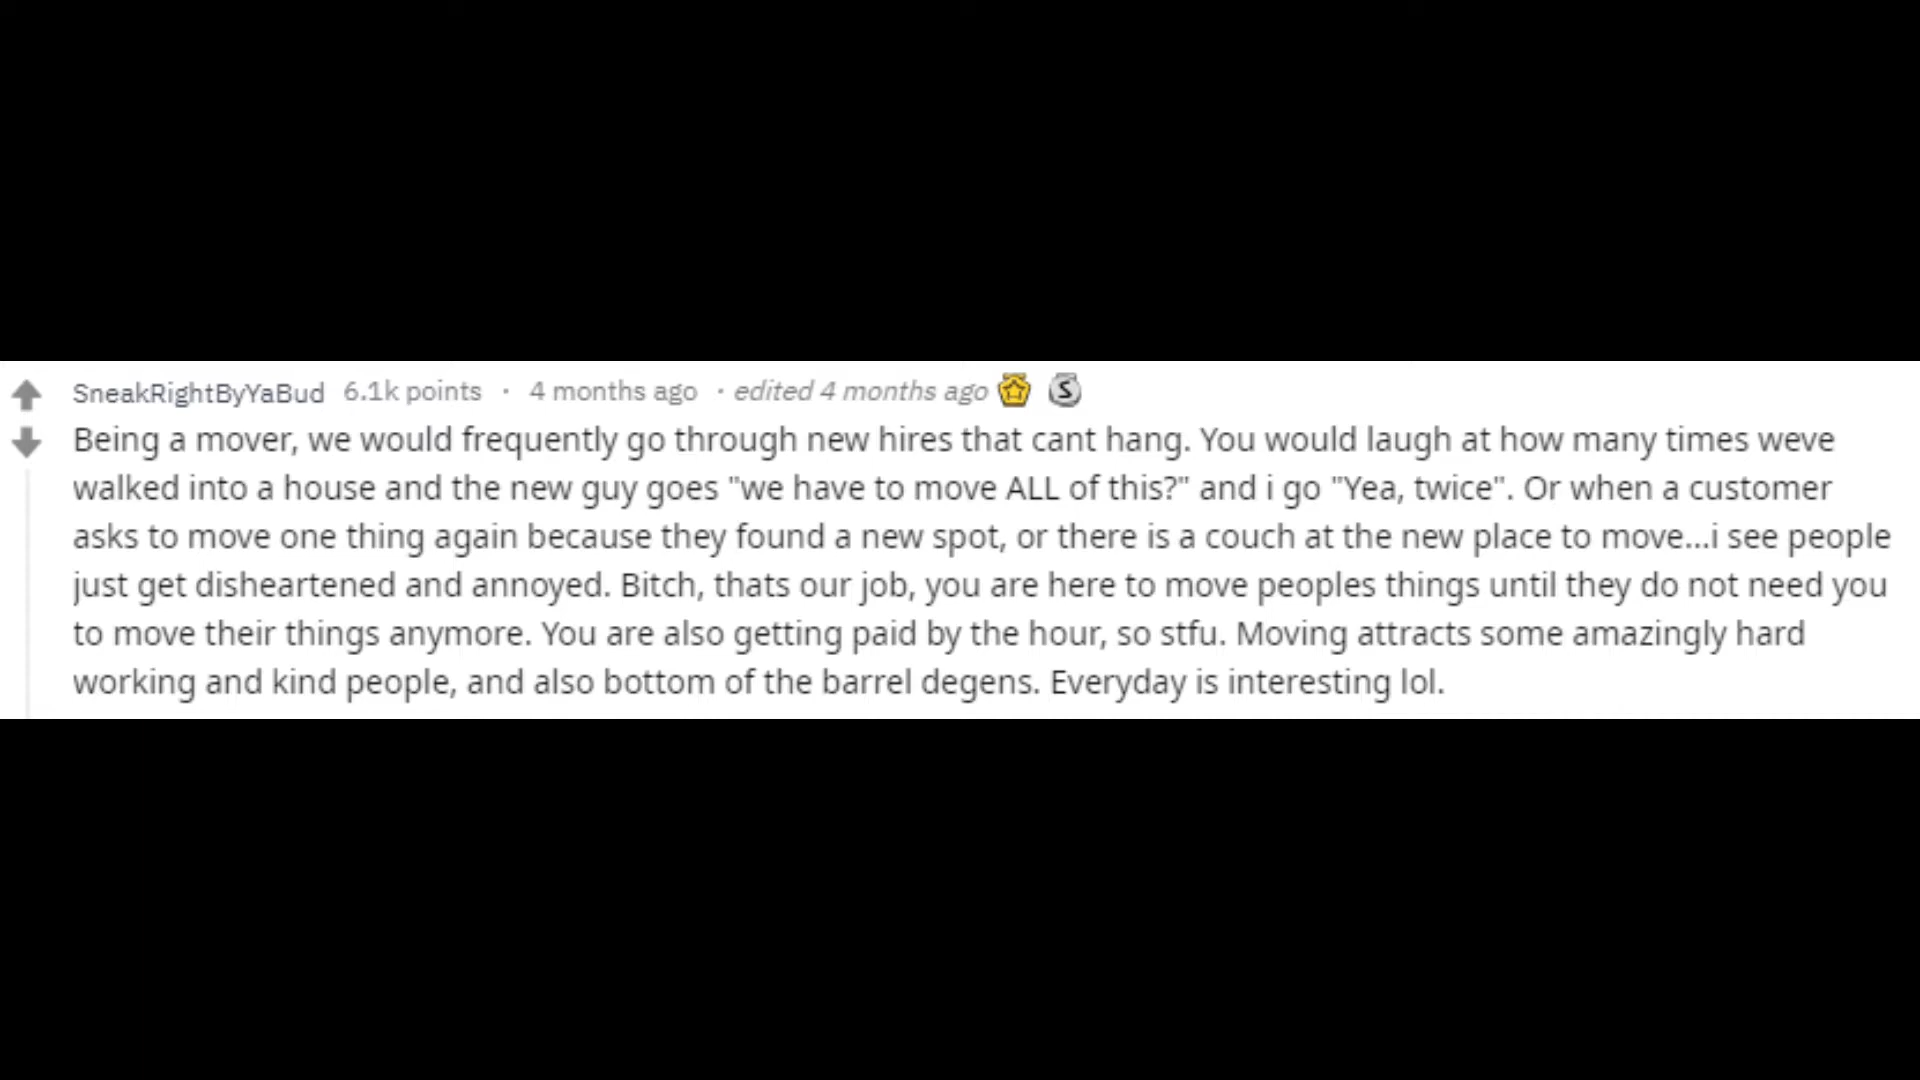 SneakRightByYaBud 6.1k points · 4 months ago · edited 4 months ago S
Being a mover, we would frequently go through new hires that cant hang. You would laugh at how many times weve
walked into a house and the new guy goes "we have to move ALL of this?" and i go "Yea, twice". Or when a customer
asks to move one thing again because they found a new spot, or there is a couch at the new place to move...i see people
just get disheartened and annoyed. Bitch, thats our job, you are here to move peoples things until they do not need you
to move their things anymore. You are also getting paid by the hour, so stfu. Moving attracts some amazingly hard
working and kind people, and also bottom of the barrel degens. Everyday is interesting lol.